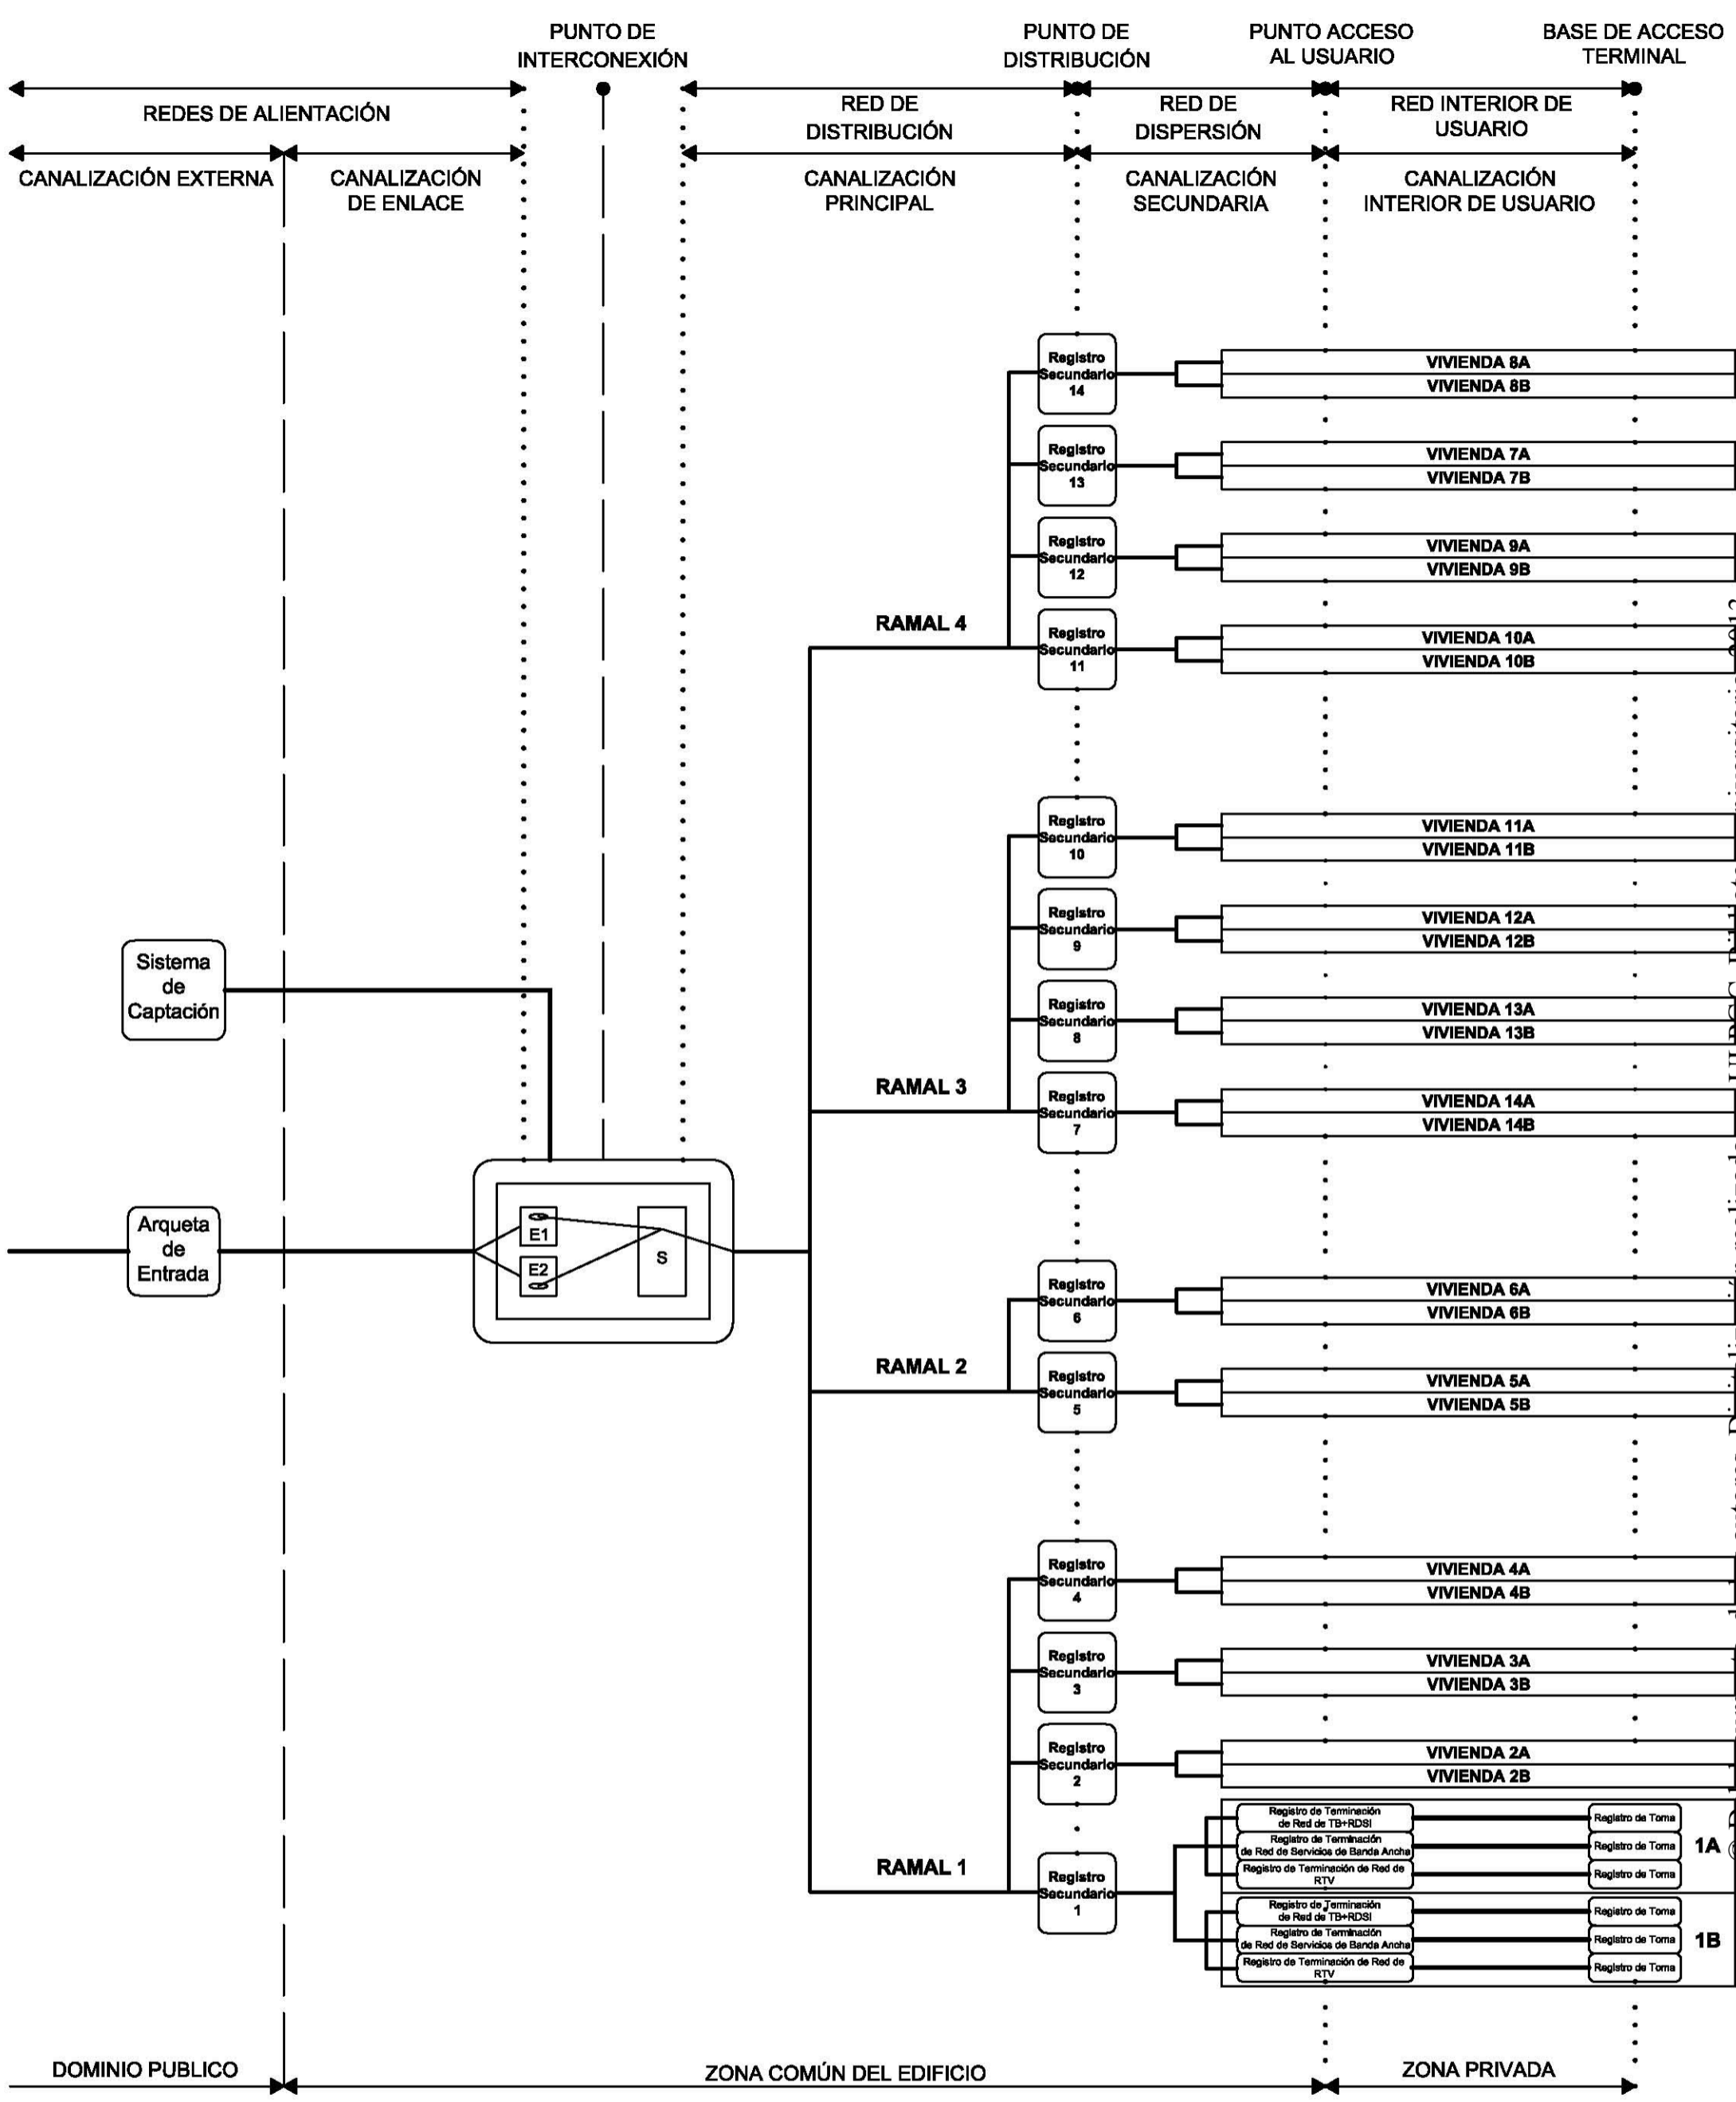 PUNTO DE
INTERCONEXIÓN
PUNTO DE
DISTRIBUCIÓN
PUNTO ACCESO
AL USUARIO
BASE DE ACCESO
TERMINAL
REDES DE ALIENTACIÓN
RED DE
DISTRIBUCIÓN
RED DE
DISPERSIÓN
RED INTERIOR DE
USUARIO
CANALIZACIÓN EXTERNA
CANALIZACIÓN
DE ENLACE
CANALIZACIÓN
PRINCIPAL
CANALIZACIÓN
SECUNDARIA
CANALIZACIÓN
INTERIOR DE USUARIO
Registro
Secundario
14
VIVIENDA 8A
VIVIENDA 8B
Registro
Secundario
13
VIVIENDA 7A
VIVIENDA 7B
Registro
Secundario
12
VIVIENDA 9A
VIVIENDA 9B
RAMAL 4
Registro
Secundario
11
VIVIENDA 10A
VIVIENDA 10B
Registro
Secundario
10
VIVIENDA 11A
VIVIENDA 11B
Registro
Secundario
9
VIVIENDA 12A
VIVIENDA 12B
Sistema
de
Captación
Registro
Secundario
8
VIVIENDA 13A
VIVIENDA 13B
RAMAL 3
Registro
Secundario
7
VIVIENDA 14A
VIVIENDA 14B
Arqueta
de
Entrada
E1
E2
S
Registro
Secundario
6
VIVIENDA 6A
VIVIENDA 6B
RAMAL 2
Registro
Secundario
5
VIVIENDA 5A
VIVIENDA 5B
Registro
Secundario
4
VIVIENDA 4A
VIVIENDA 4B
Registro
Secundario
3
VIVIENDA 3A
VIVIENDA 3B
Registro
Secundario
2
VIVIENDA 2A
VIVIENDA 2B
RAMAL 1
Registro
Secundario
1
Registro de Terminación
de Red de TB+RDSI
Registro de Toma
Registro de Terminación
de Red de Servicios de Banda Ancha
Registro de Toma
1A
Registro de Terminación de Red de
RTV
Registro de Toma
Registro de Terminación
de Red de TB+RDSI
Registro de Toma
Registro de Terminación
de Red de Servicios de Banda Ancha
Registro de Toma
1B
Registro de Terminación de Red de
RTV
Registro de Toma
DOMINIO PUBLICO
ZONA COMÚN DEL EDIFICIO
ZONA PRIVADA